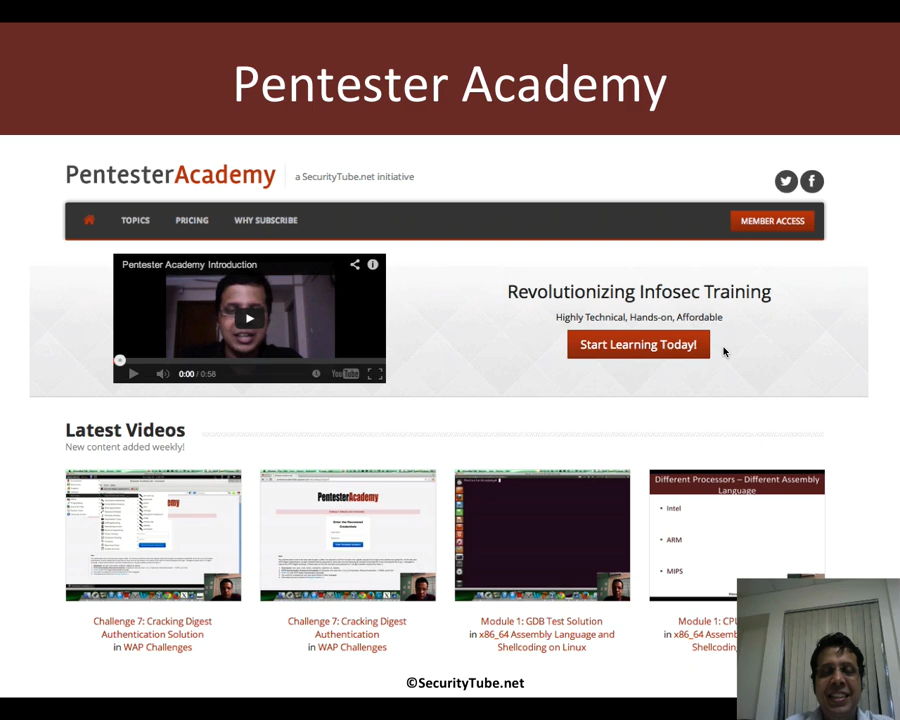 Pentester Academy
PentesterAcademy
a SecurityTube.net initiative
TOPICS
PRICING
WHY SUBSCRIBE
MEMBER ACCESS
Pentester Academy Introduction
0:00 / 0:58
YouTube
Revolutionizing Infosec Training
Highly Technical, Hands-on, Affordable
Start Learning Today!
Latest Videos
New content added weekly!
PentesterAcademy
Different Processors – Different Assembly
Language
• Intel
• ARM
• MIPS
Challenge 7: Cracking Digest
Authentication Solution
in WAP Challenges
Challenge 7: Cracking Digest
Authentication
in WAP Challenges
Module 1: GDB Test Solution
in x86_64 Assembly Language and
Shellcoding on Linux
Module 1:
in x86_64
©SecurityTube.net